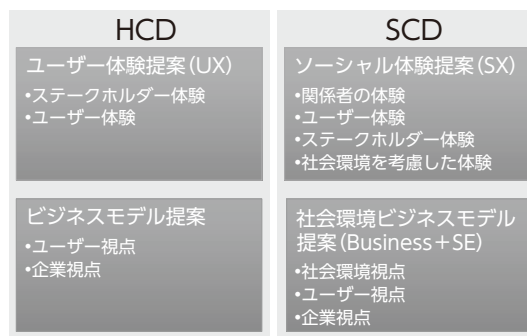 HCD
ユーザー体験提案(UX)
•ステークホルダー体験
•ユーザー体験
ビジネスモデル提案
•ユーザー視点
•企業視点
SCD
ソーシャル体験提案(SX)
•関係者の体験
•ユーザー体験
•ステークホルダー体験
•社会環境を考慮した体験
社会環境ビジネスモデル
提案(Business+SE)
•社会環境視点
•ユーザー視点
•企業視点